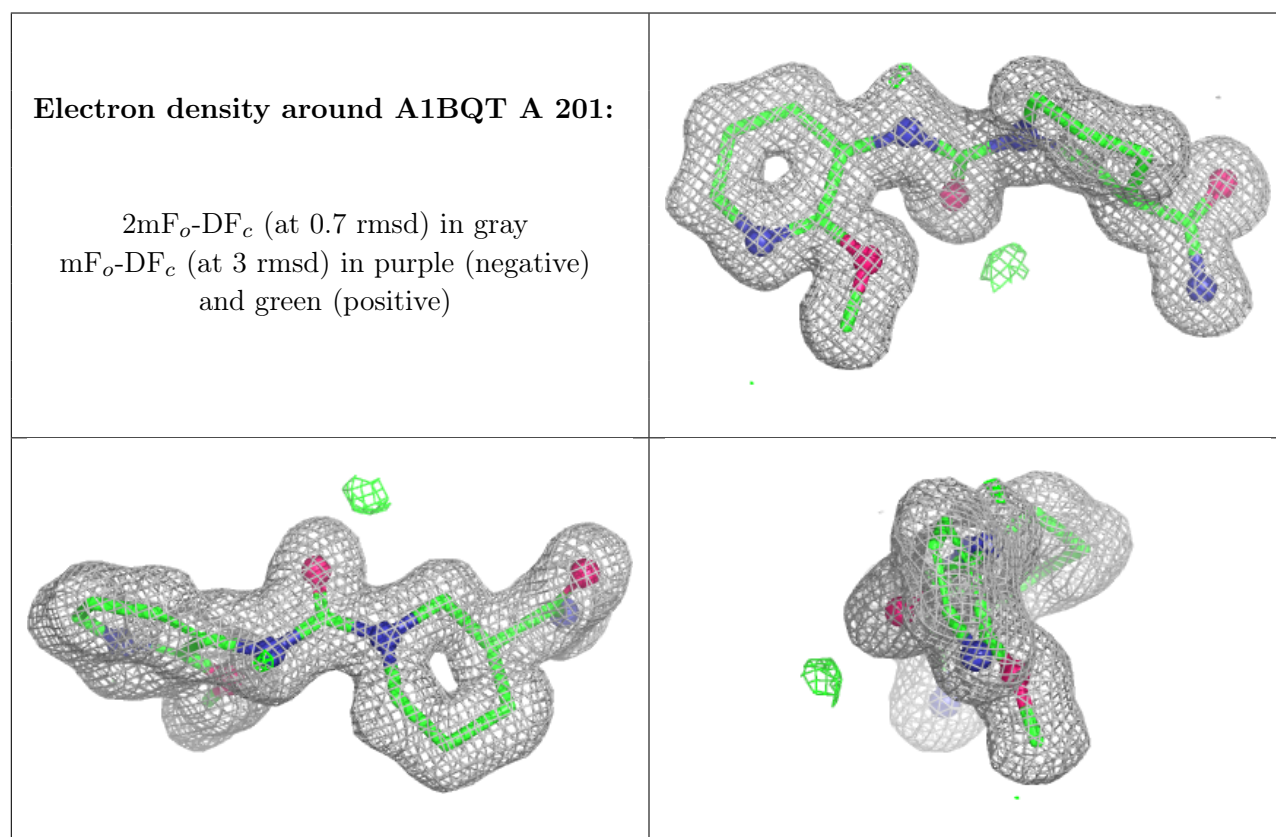 Electron density around A1BQT A 201:
2mFo-DFc (at 0.7 rmsd) in gray
mFo-DFc (at 3 rmsd) in purple (negative)
and green (positive)